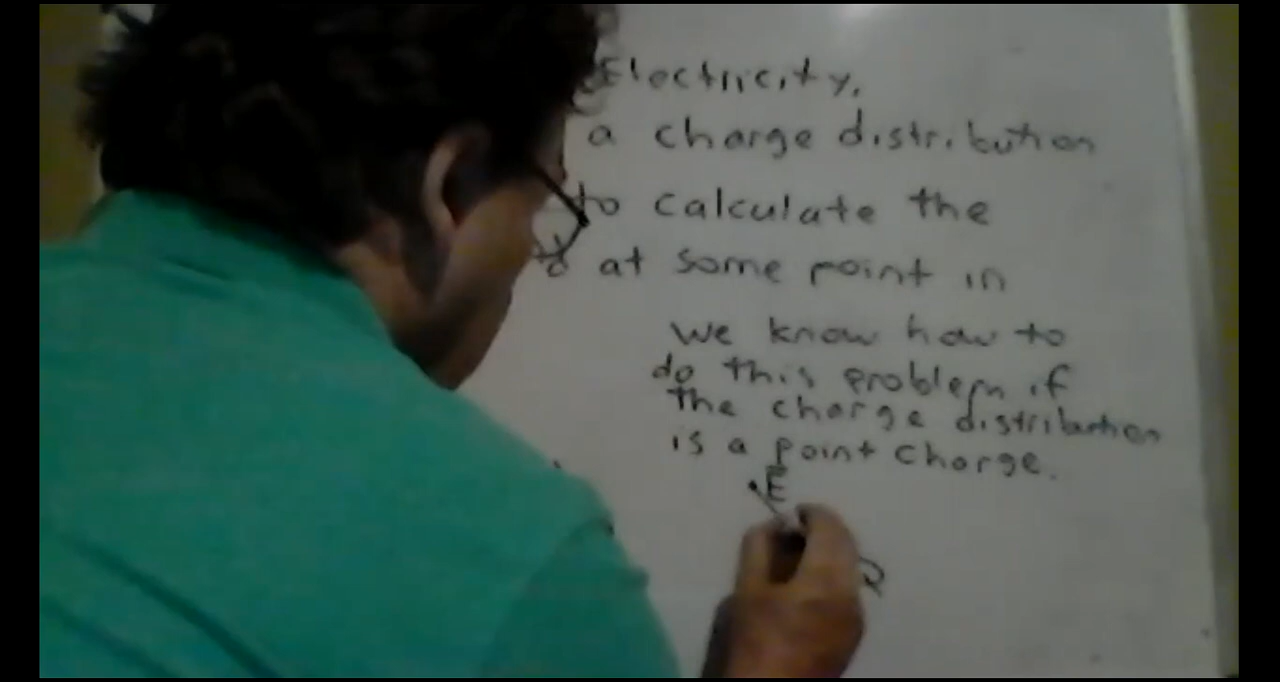 Electricity.
a charge distribution
to calculate the
d at some point in
We know how to
do this problem if
the charge distribution
is a point charge.
E
Q